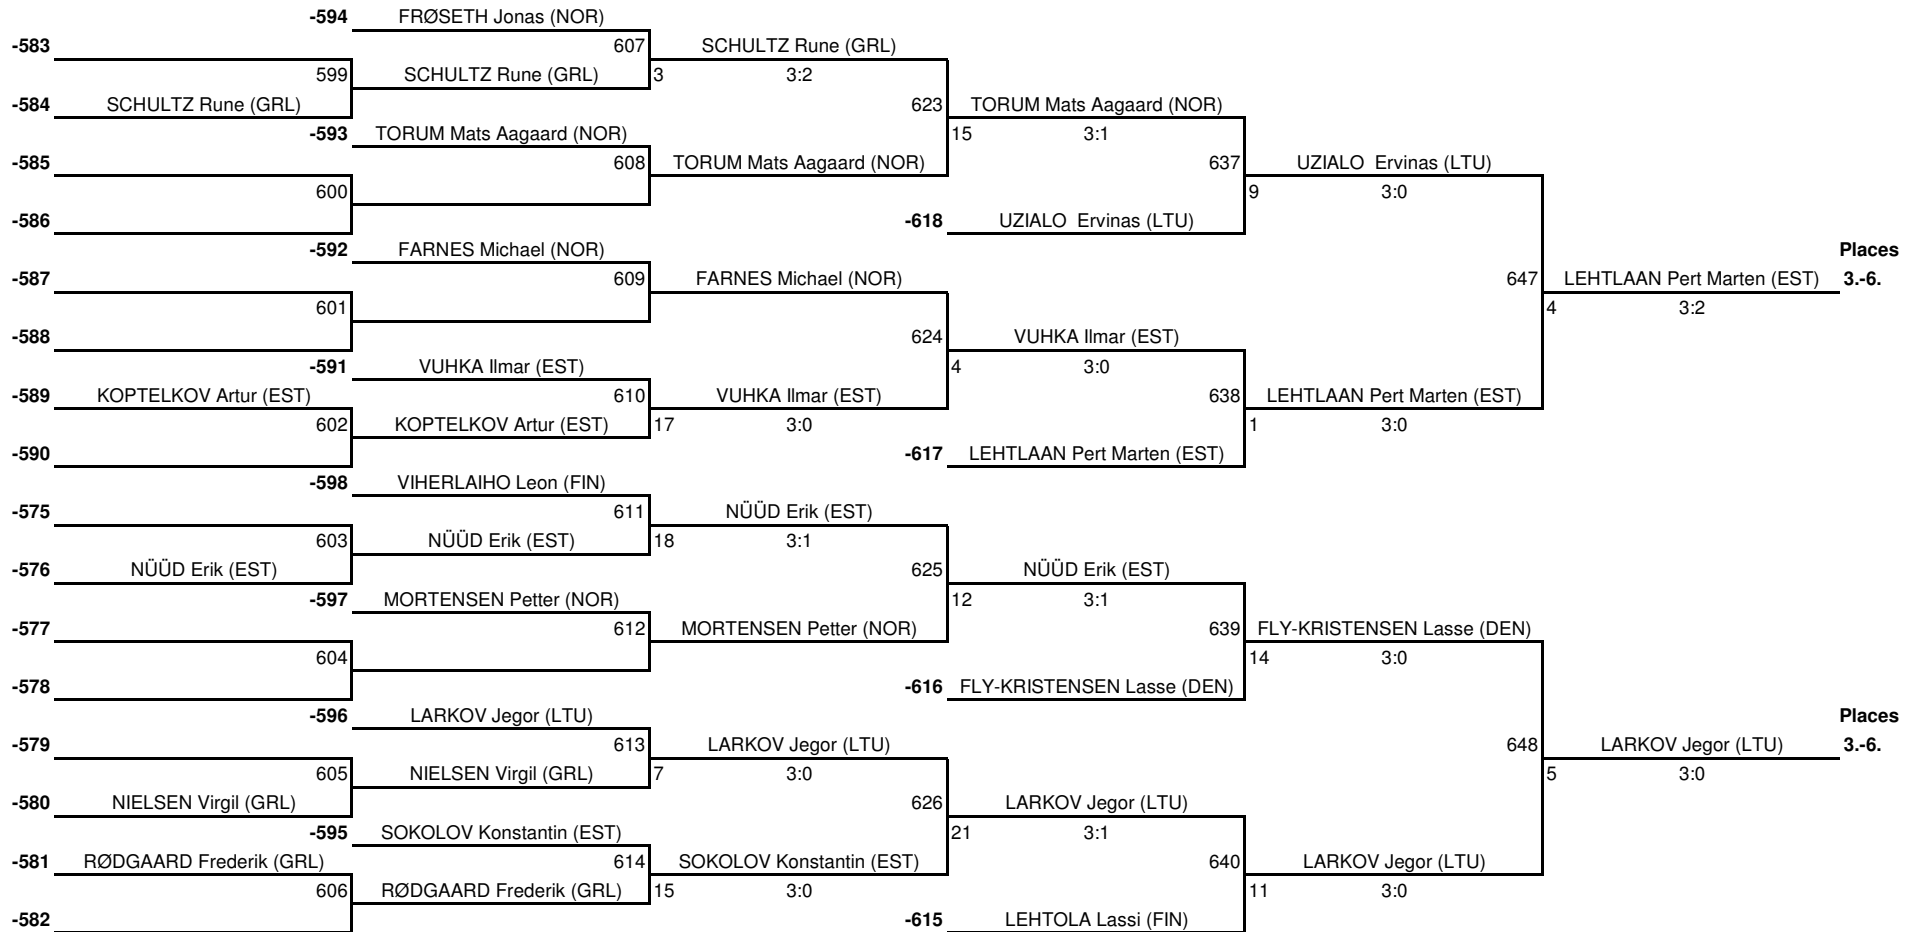 -594 FRØSETH Jonas (NOR)
-583 607 SCHULTZ Rune (GRL)
599 SCHULTZ Rune (GRL) 3 3:2
-584 SCHULTZ Rune (GRL) 623 TORUM Mats Aagaard (NOR)
-593 TORUM Mats Aagaard (NOR) 15 3:1
-585 608 TORUM Mats Aagaard (NOR) 637 UZIALO Ervinas (LTU)
600 9 3:0
-586 -618 UZIALO Ervinas (LTU)
-592 FARNES Michael (NOR) Places
-587 609 FARNES Michael (NOR) 647 LEHTLAAN Pert Marten (EST) 3.-6.
601 4 3:2
-588 624 VUHKA Ilmar (EST)
-591 VUHKA Ilmar (EST) 4 3:0
-589 KOPTELKOV Artur (EST) 610 VUHKA Ilmar (EST) 638 LEHTLAAN Pert Marten (EST)
602 KOPTELKOV Artur (EST) 17 3:0 1 3:0
-590 -617 LEHTLAAN Pert Marten (EST)
-598 VIHERLAIHO Leon (FIN)
-575 611 NÜÜD Erik (EST)
603 NÜÜD Erik (EST) 18 3:1
-576 NÜÜD Erik (EST) 625 NÜÜD Erik (EST)
-597 MORTENSEN Petter (NOR) 12 3:1
-577 612 MORTENSEN Petter (NOR) 639 FLY-KRISTENSEN Lasse (DEN)
604 14 3:0
-578 -616 FLY-KRISTENSEN Lasse (DEN)
-596 LARKOV Jegor (LTU) Places
-579 613 LARKOV Jegor (LTU) 648 LARKOV Jegor (LTU) 3.-6.
605 NIELSEN Virgil (GRL) 7 3:0 5 3:0
-580 NIELSEN Virgil (GRL) 626 LARKOV Jegor (LTU)
-595 SOKOLOV Konstantin (EST) 21 3:1
-581 RØDGAARD Frederik (GRL) 614 SOKOLOV Konstantin (EST) 640 LARKOV Jegor (LTU)
606 RØDGAARD Frederik (GRL) 15 3:0 11 3:0
-582 -615 LEHTOLA Lassi (FIN)